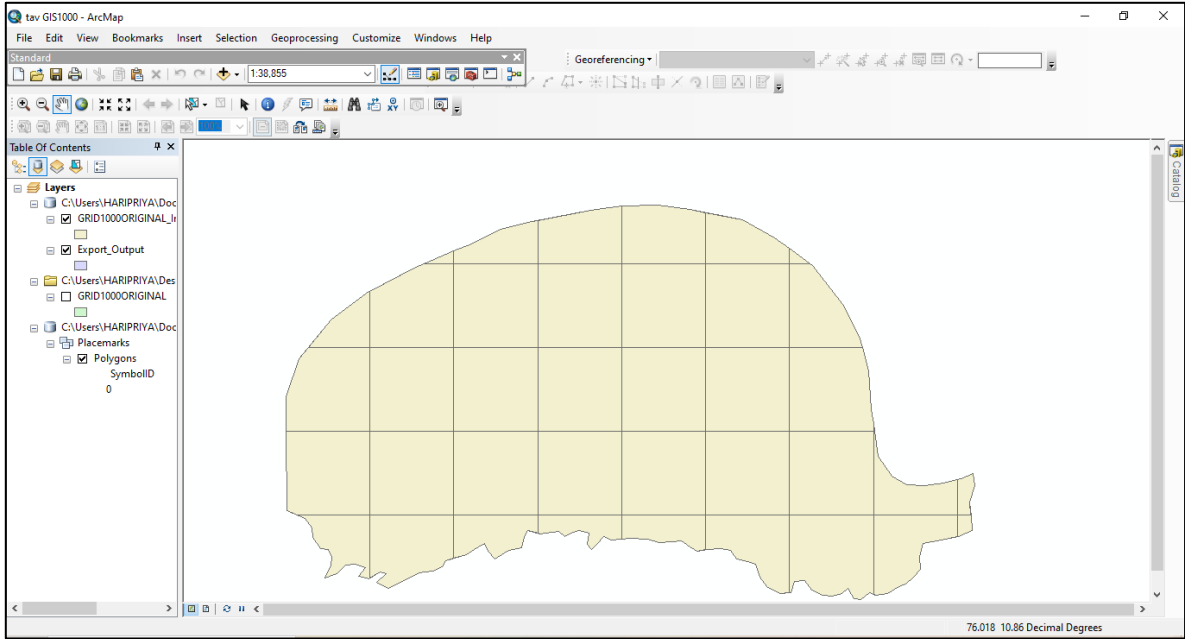 tav GIS1000 - ArcMap
File Edit View Bookmarks Insert Selection Geoprocessing Customize Windows Help
Standard
Georeferencing
1:38,855
Table Of Contents
Layers
C:\Users\HARIPRIYA\Doc
GRID1000ORIGINAL_In
Export_Output
C:\Users\HARIPRIYA\Des
GRID1000ORIGINAL
C:\Users\HARIPRIYA\Doc
Placemarks
Polygons
SymbolID
0
Catalog
76.018 10.86 Decimal Degrees